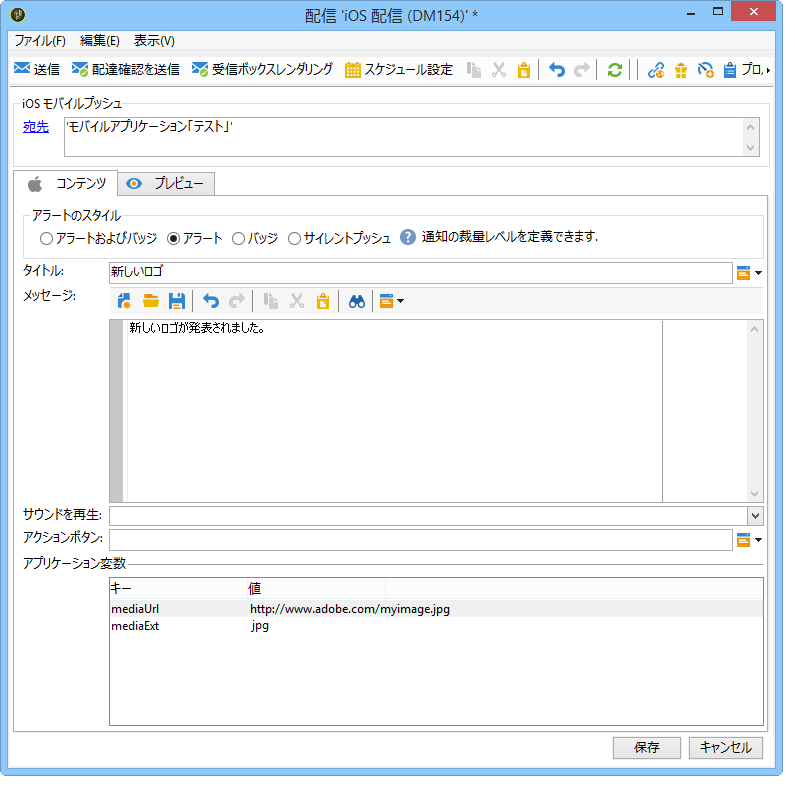 配信 'iOS 配信 (DM154)' *
ファイル(F) 編集(E) 表示(V)
送信 配達確認を送信 受信ボックスレンダリング スケジュール設定 プロ,
iOS モバイルプッシュ
宛先 'モバイルアプリケーション「テスト」'
コンテンツ プレビュー
アラートのスタイル
アラートおよびバッジ アラート バッジ サイレントプッシュ ? 通知の裁量レベルを定義できます.
タイトル: 新しいロゴ
メッセージ:
新しいロゴが発表されました。
サウンドを再生:
アクションボタン:
アプリケーション変数
キー 値
mediaUrl http://www.adobe.com/myimage.jpg
mediaExt jpg
保存 キャンセル